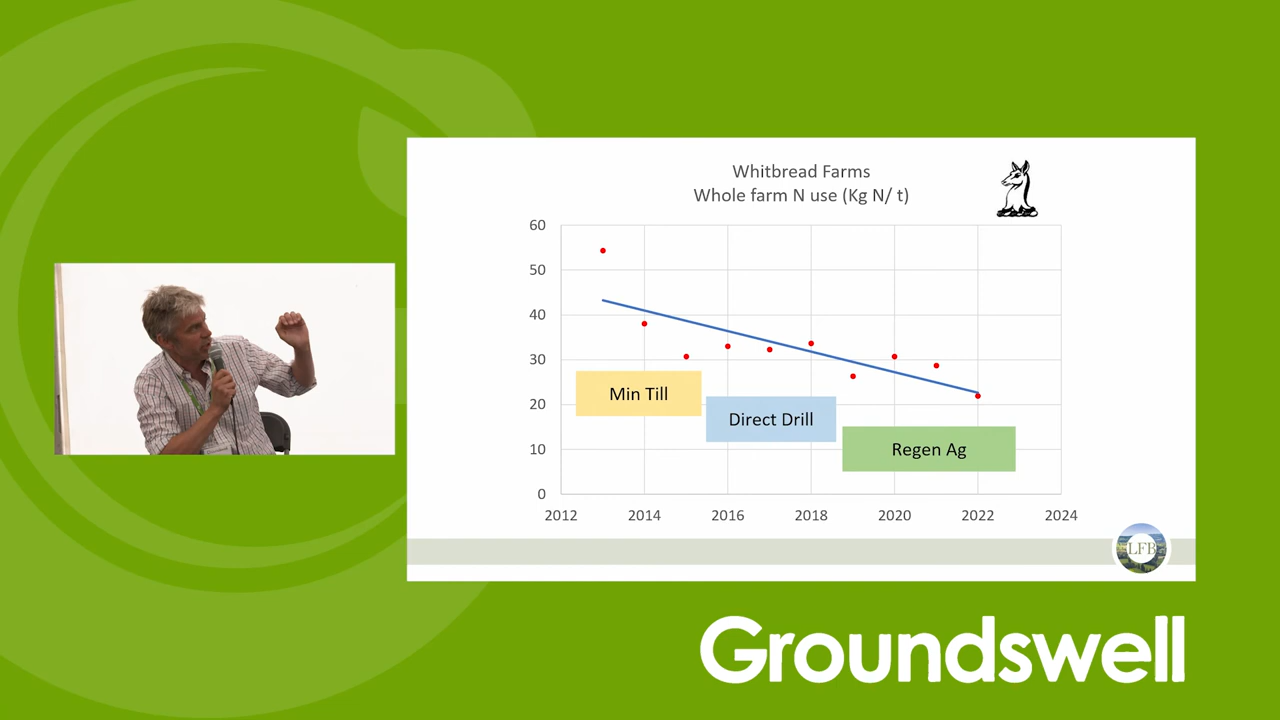 Whitbread Farms
Whole farm N use (Kg N/ t)
60
50
40
30
20
10
0
Min Till
Direct Drill
Regen Ag
2012 2014 2016 2018 2020 2022 2024
LFB
Groundswell